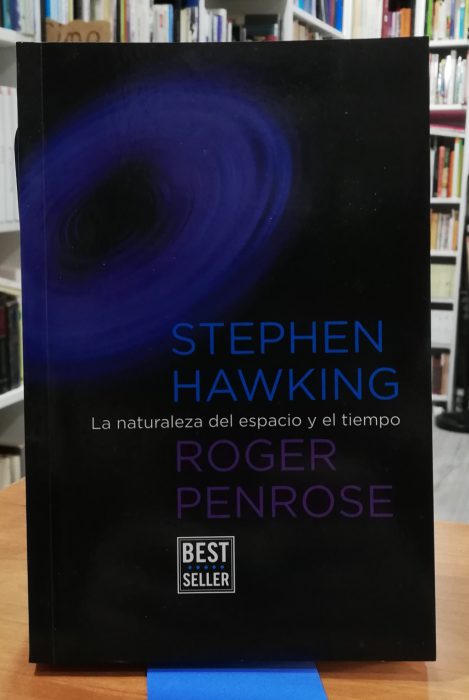 STEPHEN
HAWKING
La naturaleza del espacio y el tiempo
ROGER
PENROSE
BEST
SELLER